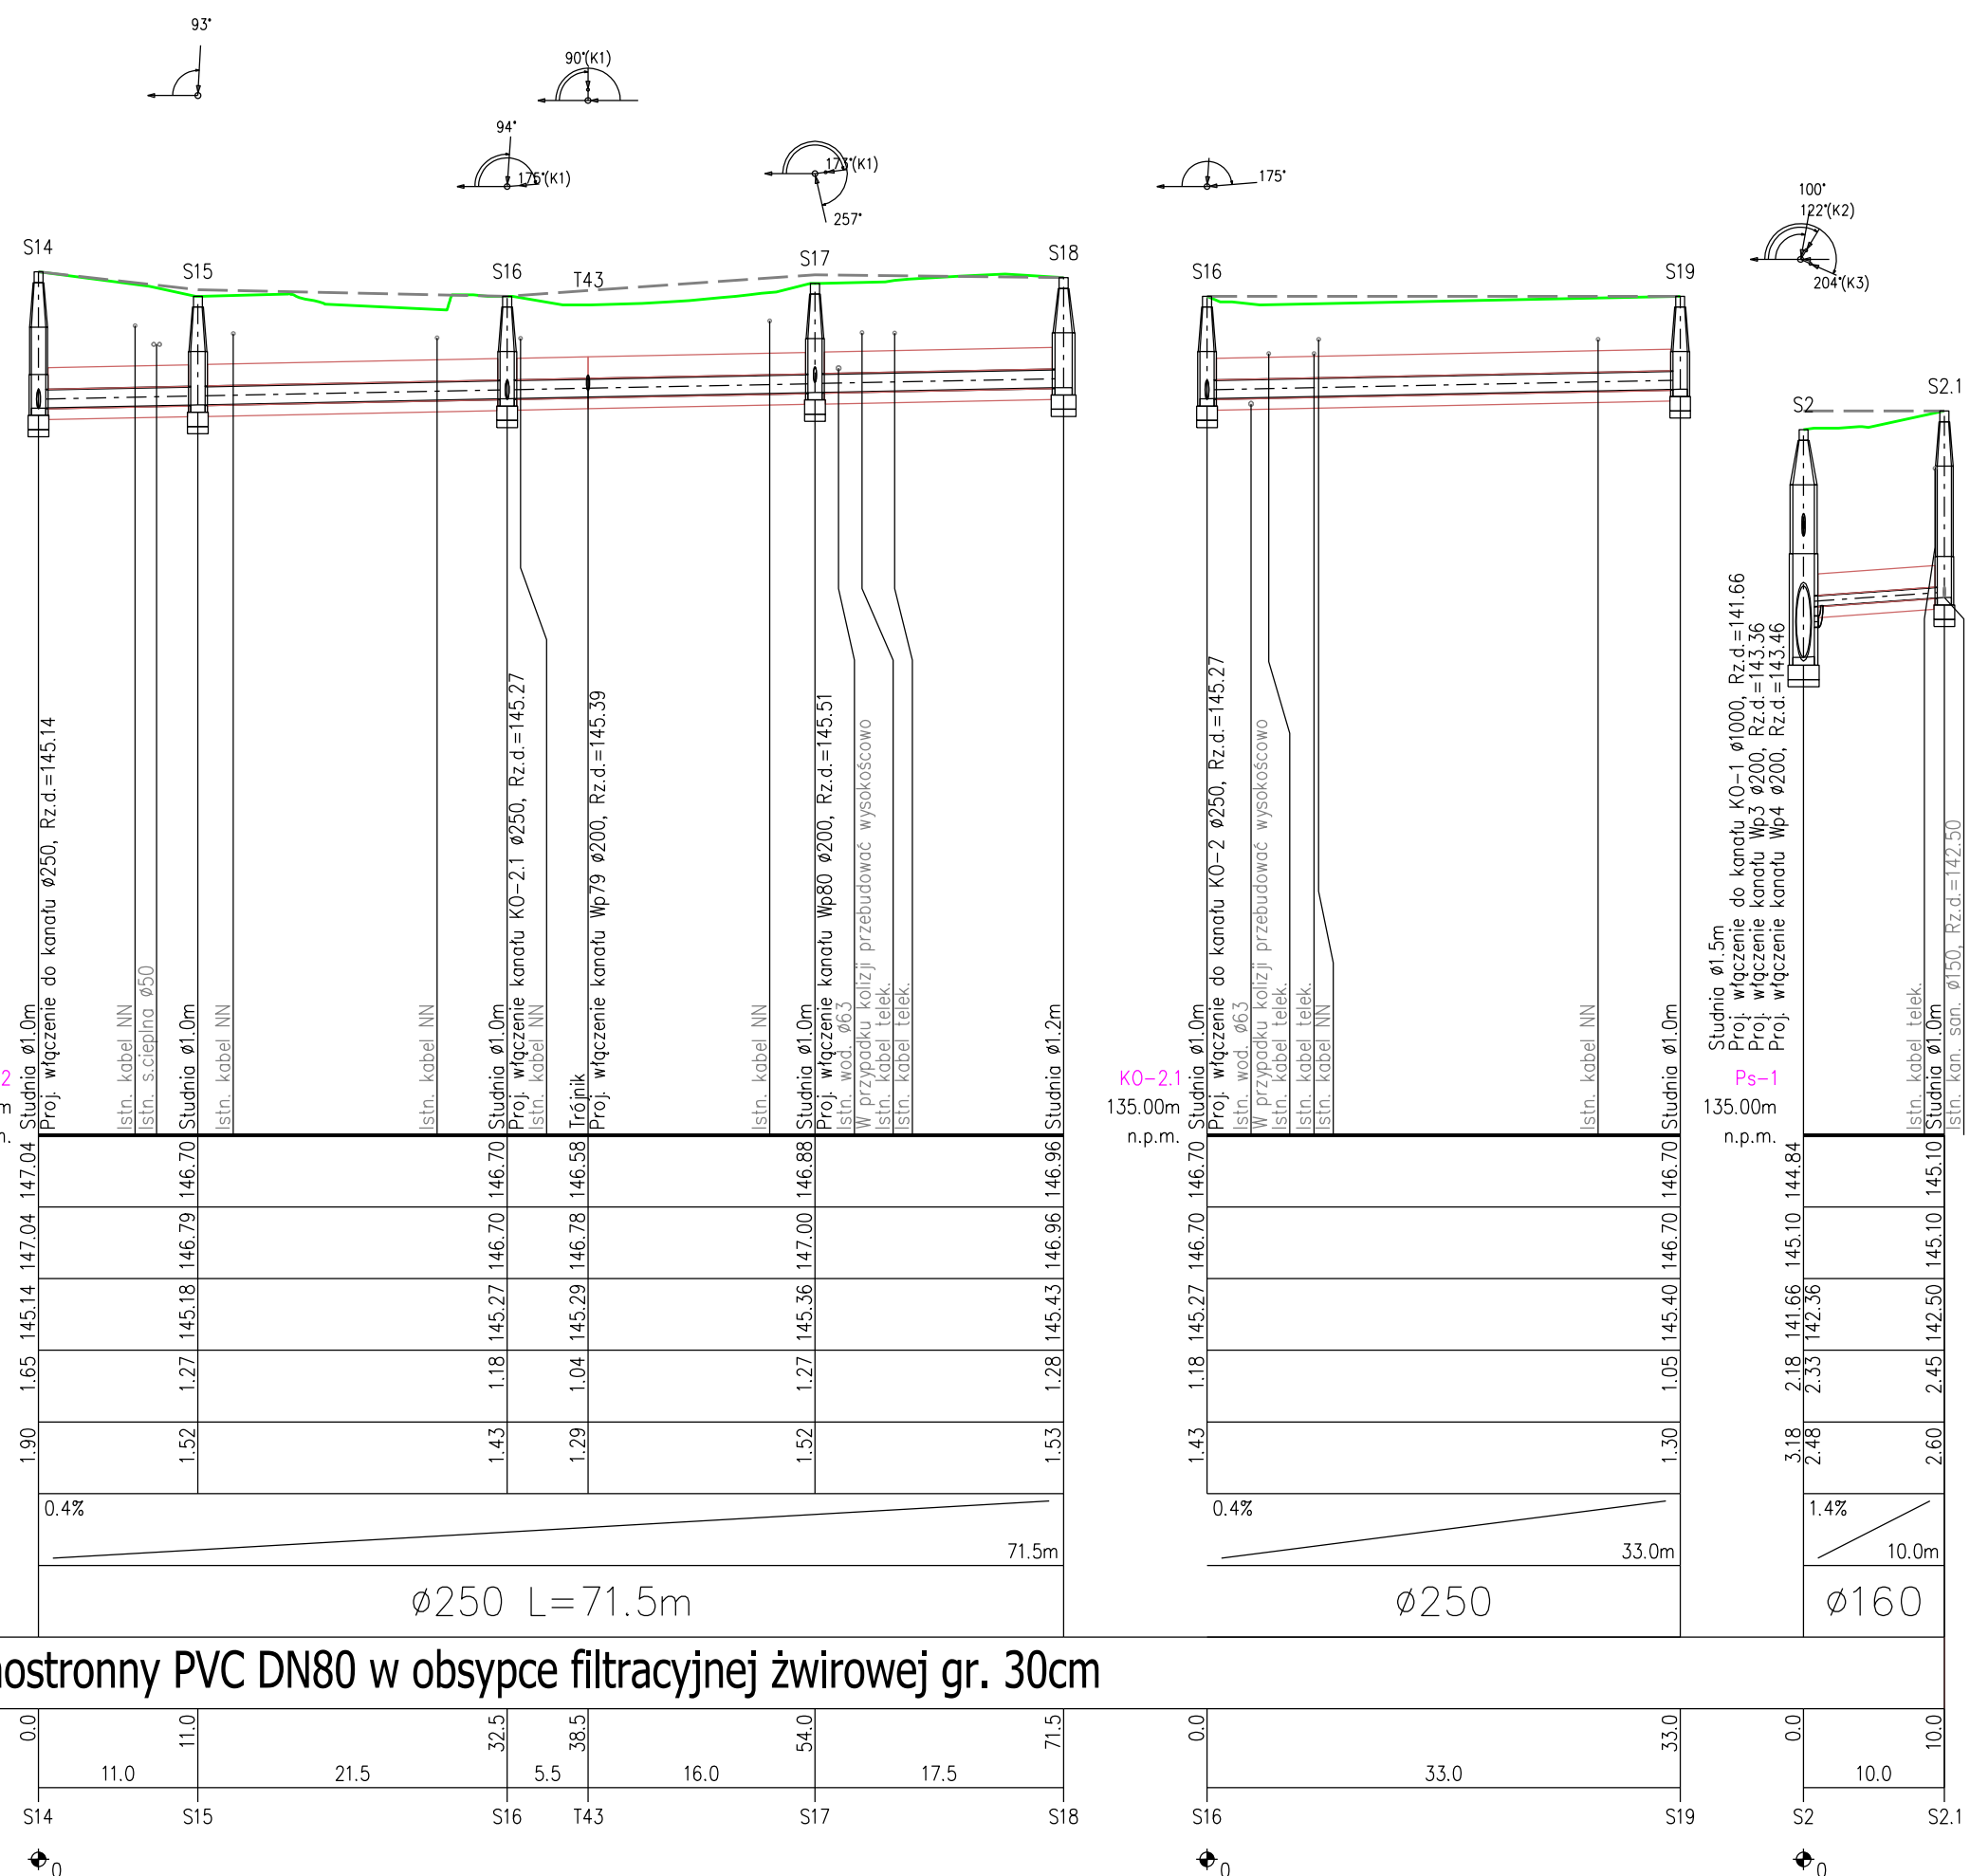 93°
90°(K1)
94°
175°(K1)
173°(K1)
257°
175°
100°
122°(K2)
204°(K3)
S14
S15
S16
T43
S17
S18
S16
S19
S2
S2.1
2
m
n.
Studnia ø1.0m
Proj. włączenie do kanału ø250, Rz.d.=145.14
Istn. kabel NN
Istn. s.cieplna ø50
Studnia ø1.0m
Istn. kabel NN
Istn. kabel NN
Studnia ø1.0m
Proj. włączenie kanału KO-2.1 ø250, Rz.d.=145.27
Istn. kabel NN
Trójnik
Proj. włączenie kanału Wp79 ø200, Rz.d.=145.39
Istn. kabel NN
Studnia ø1.0m
Proj. włączenie kanału Wp80 ø200, Rz.d.=145.51
Istn. wod. ø63
W przypadku kolizji przebudować wysokościowo
Istn. kabel telek.
Istn. kabel telek.
Studnia ø1.2m
KO-2.1
135.00m
n.p.m.
Studnia ø1.0m
Proj. włączenie do kanału KO-2 ø250, Rz.d.=145.27
Istn. wod. ø63
W przypadku kolizji przebudować wysokościowo
Istn. kabel telek.
Istn. kabel telek.
Istn. kabel NN
Istn. kabel NN
Studnia ø1.0m
Ps-1
135.00m
n.p.m.
Studnia ø1.5m
Proj. włączenie do kanału KO-1 ø1000, Rz.d.=141.66
Proj. włączenie kanału Wp3 ø200, Rz.d.=143.36
Proj. włączenie kanału Wp4 ø200, Rz.d.=143.46
Istn. kabel telek.
Studnia ø1.0m
Istn. kan. san. ø150, Rz.d.=142.50
147.04 146.70 146.70 146.58 146.88 146.96 146.70 146.70 144.84 145.10
147.04 146.79 146.70 146.78 147.00 146.96 146.70 146.70 145.10 145.10
145.14 145.18 145.27 145.29 145.36 145.43 145.27 145.40 141.66 142.36 142.50
1.65 1.27 1.18 1.04 1.27 1.28 1.18 1.05 2.18 2.33 2.45
1.90 1.52 1.43 1.29 1.52 1.53 1.43 1.30 3.18 2.48 2.60
0.4% 71.5m 0.4% 33.0m 1.4% 10.0m
ø250 L=71.5m ø250 ø160
nostronny PVC DN80 w obsypce filtracyjnej żwirowej gr. 30cm
0.0 11.0 32.5 38.5 54.0 71.5 0.0 33.0 0.0 10.0
11.0 21.5 5.5 16.0 17.5 33.0 10.0
S14 S15 S16 T43 S17 S18 S16 S19 S2 S2.1
0 0 0